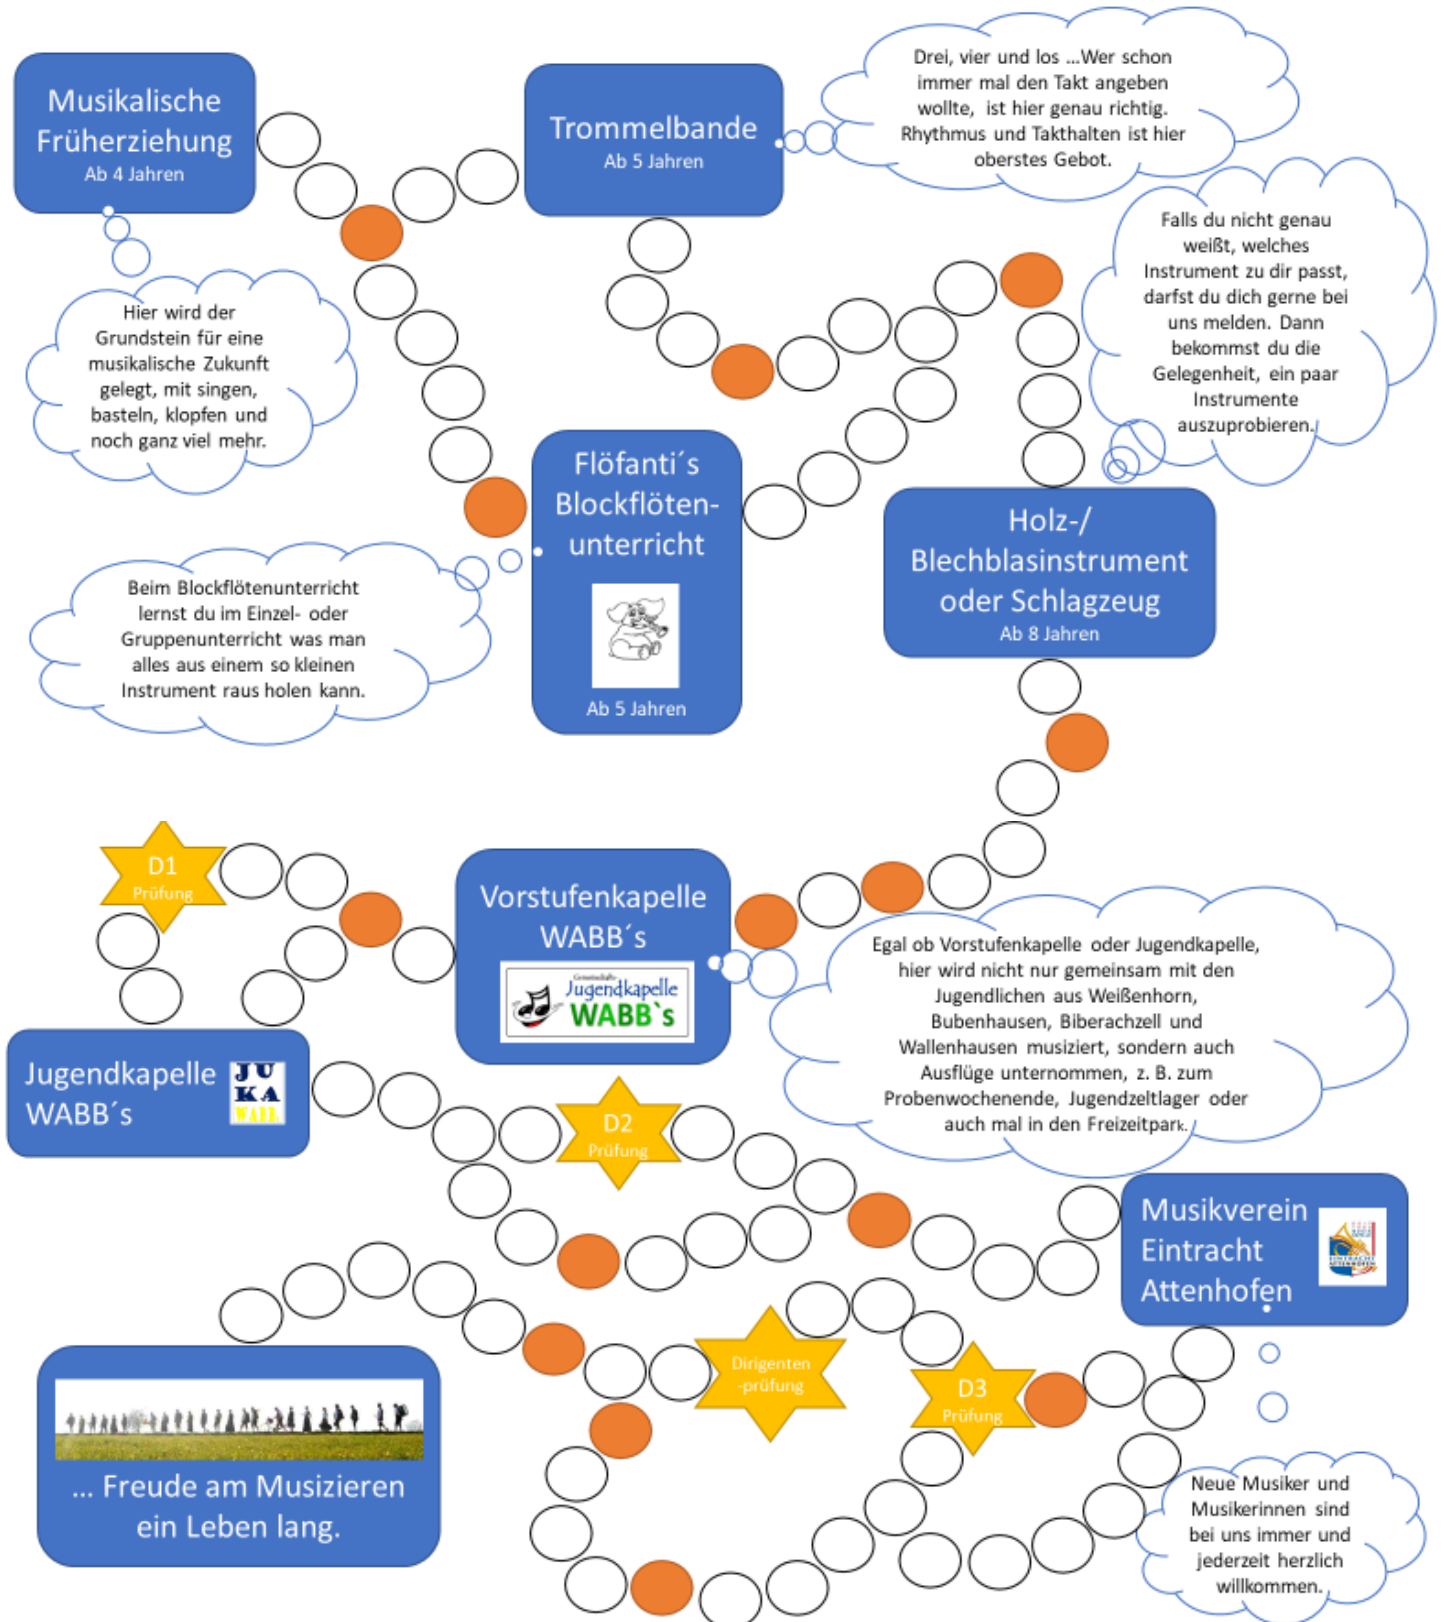 Musikalische
Früherziehung
Ab 4 Jahren
Trommelbande
Ab 5 Jahren
Drei, vier und los ...Wer schon
immer mal den Takt angeben
wollte, ist hier genau richtig.
Rhythmus und Takthalten ist hier
oberstes Gebot.
Falls du nicht genau
weißt, welches
Instrument zu dir passt,
darfst du dich gerne bei
uns melden. Dann
bekommst du die
Gelegenheit, ein paar
Instrumente
auszuprobieren.
Hier wird der
Grundstein für eine
musikalische Zukunft
gelegt, mit singen,
basteln, klopfen und
noch ganz viel mehr.
Flöfanti´s
Blockflöten-
unterricht
Ab 5 Jahren
Holz-/
Blechblasinstrument
oder Schlagzeug
Ab 8 Jahren
Beim Blockflötenunterricht
lernst du im Einzel- oder
Gruppenunterricht was man
alles aus einem so kleinen
Instrument raus holen kann.
D1
Prüfung
Vorstufenkapelle
WABB´s
Gemeinschafts-
Jugendkapelle
WABB`s
Egal ob Vorstufenkapelle oder Jugendkapelle,
hier wird nicht nur gemeinsam mit den
Jugendlichen aus Weißenhorn,
Bubenhausen, Biberachzell und
Wallenhausen musiziert, sondern auch
Ausflüge unternommen, z. B. zum
Probenwochenende, Jugendzeltlager oder
auch mal in den Freizeitpark.
Jugendkapelle
WABB´s
JU
KA
WABB
D2
Prüfung
Musikverein
Eintracht
Attenhofen
EINTRACHT
ATTENHOFEN
Dirigenten
-prüfung
D3
Prüfung
... Freude am Musizieren
ein Leben lang.
Neue Musiker und
Musikerinnen sind
bei uns immer und
jederzeit herzlich
willkommen.